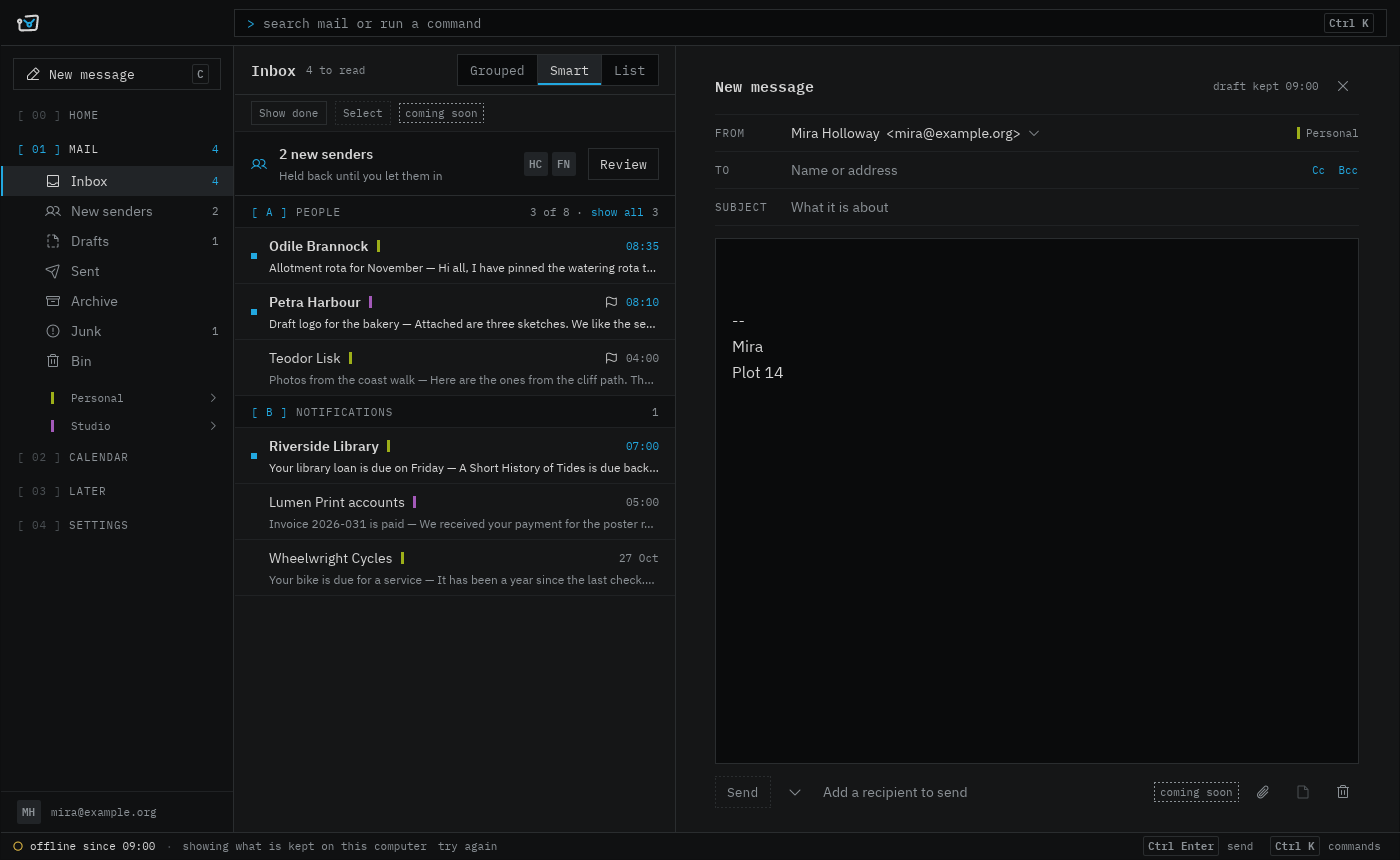 > search mail or run a command Ctrl K
New message C
[ 00 ] HOME
[ 01 ] MAIL 4
Inbox 4
New senders 2
Drafts 1
Sent
Archive
Junk 1
Bin
Personal
Studio
[ 02 ] CALENDAR
[ 03 ] LATER
[ 04 ] SETTINGS
MH mira@example.org
Inbox 4 to read Grouped Smart List
Show done Select coming soon
2 new senders
Held back until you let them in
HC FN Review
[ A ] PEOPLE 3 of 8 · show all 3
Odile Brannock 08:35
Allotment rota for November — Hi all, I have pinned the watering rota t…
Petra Harbour 08:10
Draft logo for the bakery — Attached are three sketches. We like the se…
Teodor Lisk 04:00
Photos from the coast walk — Here are the ones from the cliff path. Th…
[ B ] NOTIFICATIONS 1
Riverside Library 07:00
Your library loan is due on Friday — A Short History of Tides is due back…
Lumen Print accounts 05:00
Invoice 2026-031 is paid — We received your payment for the poster r…
Wheelwright Cycles 27 Oct
Your bike is due for a service — It has been a year since the last check.…
New message draft kept 09:00
FROM Mira Holloway <mira@example.org> Personal
TO Name or address Cc Bcc
SUBJECT What it is about
--
Mira
Plot 14
Send Add a recipient to send coming soon
offline since 09:00 · showing what is kept on this computer try again
Ctrl Enter send Ctrl K commands